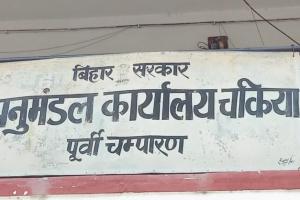 बिहार सरकार
अनुमंडल कार्यालय चकिया
पूर्वी चम्पारण